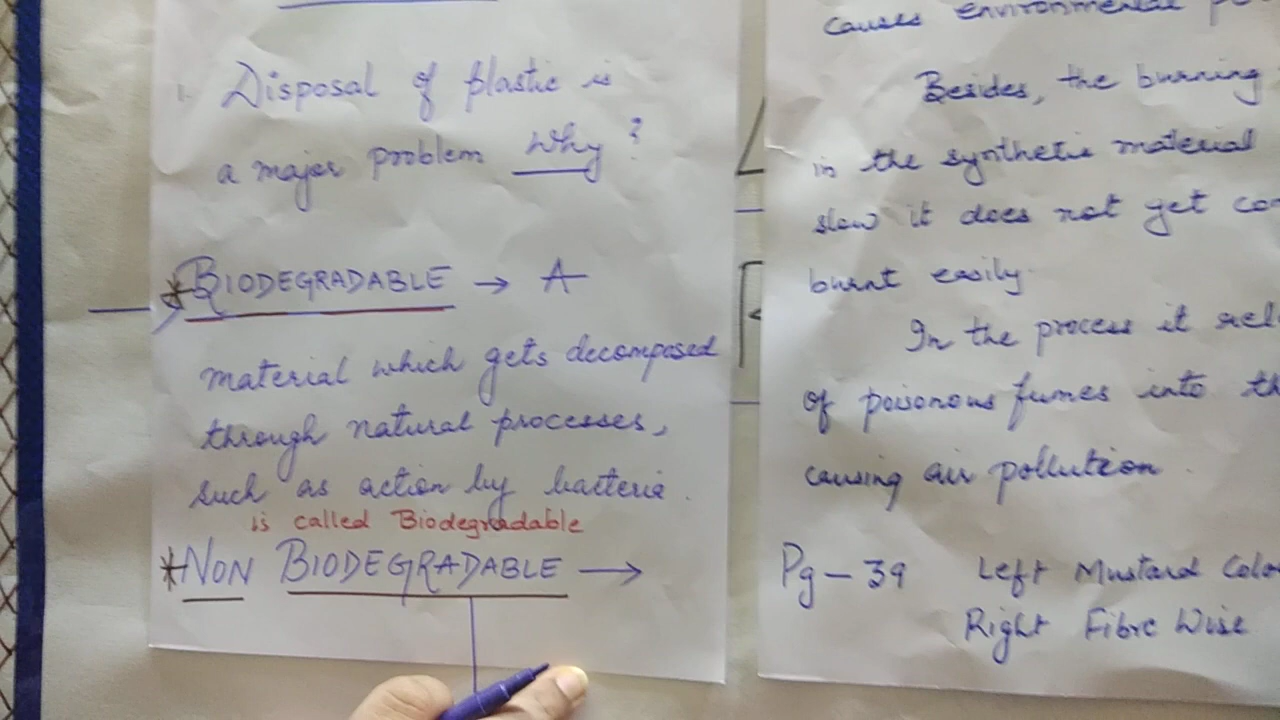 1. Disposal of plastic is
a major problem why?
*BIODEGRADABLE → A
material which gets decomposed
through natural processes,
such as action by bacteria.
is called Biodegradable
*NON BIODEGRADABLE →
causes environmental
Besides, the burning
in the synthetic material
slow it does not get
burnt easily
In the process it
of poisonous fumes into
causing air pollution.
Pg - 39 Left Mustard
Right Fibre Wise